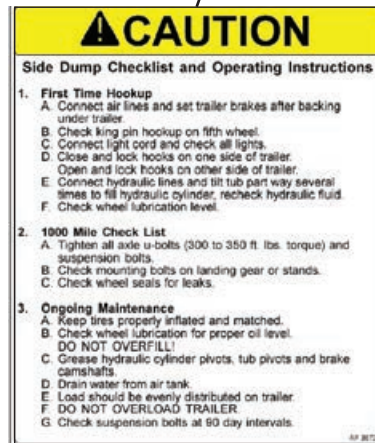 CAUTION
Side Dump Checklist and Operating Instructions
1. First Time Hookup
A. Connect air lines and set trailer brakes after backing
under trailer.
B. Check king pin hookup on fifth wheel.
C. Connect light cord and check all lights.
D. Close and lock hooks on one side of trailer.
Open and lock hooks on other side of trailer.
E. Connect hydraulic lines and tilt tub part way several
times to fill hydraulic cylinder, recheck hydraulic fluid.
F. Check wheel lubrication level.
2. 1000 Mile Check List
A. Tighten all axle u-bolts (300 to 350 ft. lbs. torque) and
suspension bolts.
B. Check mounting bolts on landing gear or stands.
C. Check wheel seals for leaks.
3. Ongoing Maintenance
A. Keep tires properly inflated and matched.
B. Check wheel lubrication for proper oil level.
DO NOT OVERFILL!
C. Grease hydraulic cylinder pivots, tub pivots and brake
camshafts.
D. Drain water from air tank.
E. Load should be evenly distributed on trailer.
F. DO NOT OVERLOAD TRAILER.
G. Check suspension bolts at 90 day intervals.